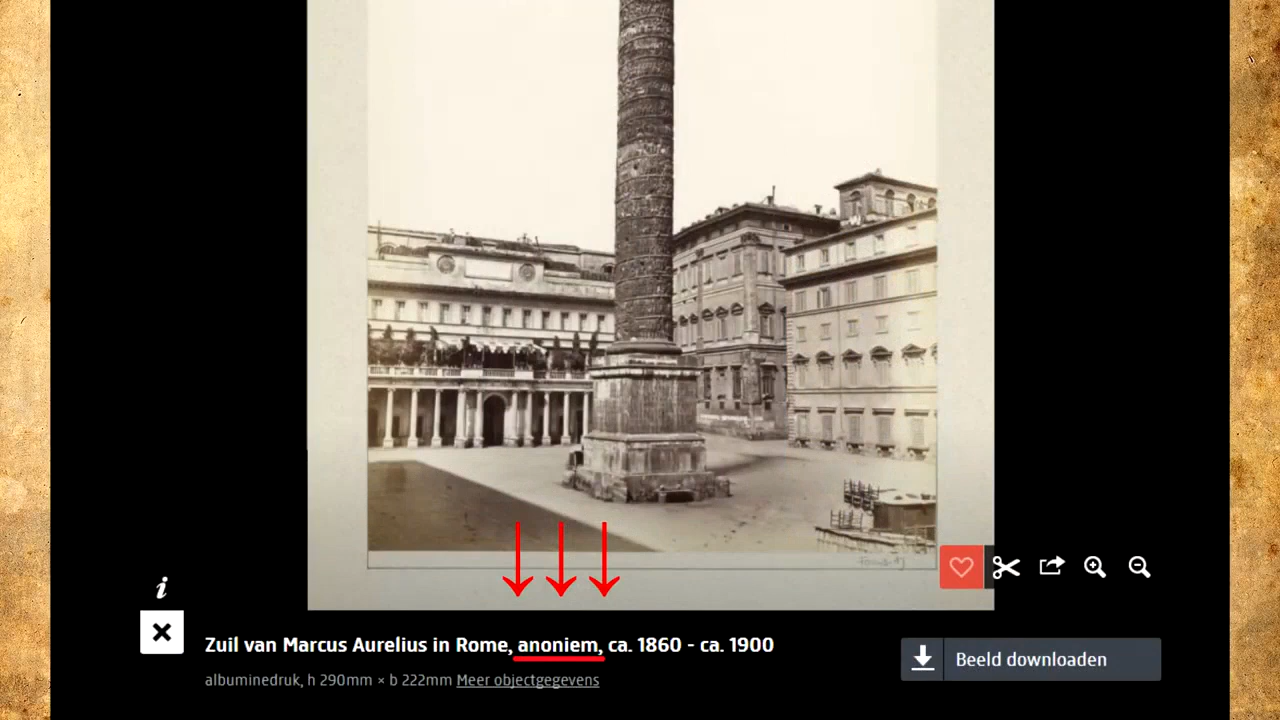 Zuil van Marcus Aurelius in Rome, anoniem, ca. 1860 - ca. 1900
Beeld downloaden
albuminedruk, h 290mm × b 222mm Meer objectgegevens